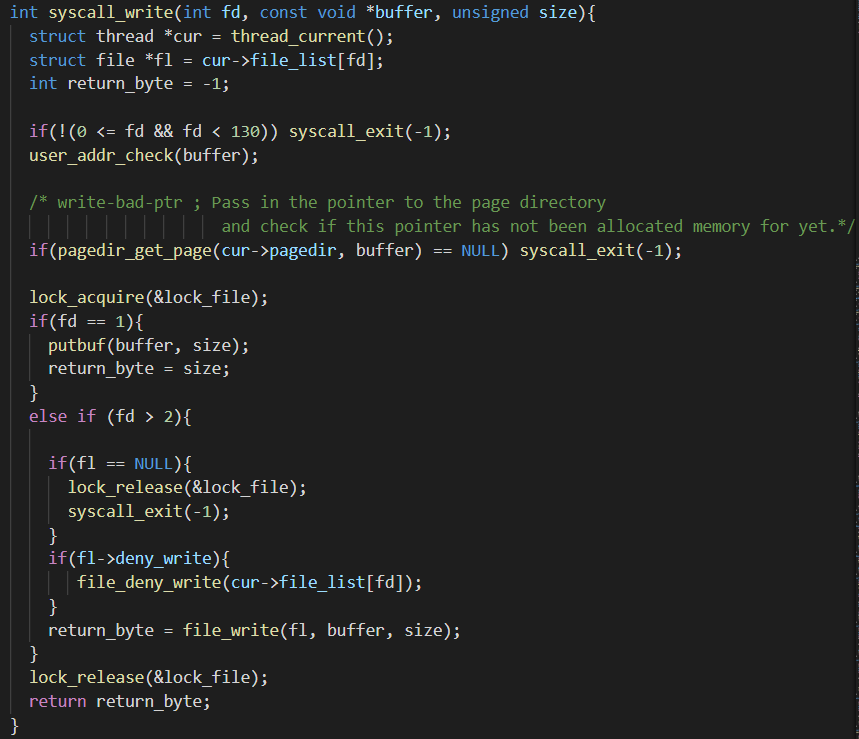 int syscall_write(int fd, const void *buffer, unsigned size){
  struct thread *cur = thread_current();
  struct file *fl = cur->file_list[fd];
  int return_byte = -1;

  if(!(0 <= fd && fd < 130)) syscall_exit(-1);
  user_addr_check(buffer);

  /* write-bad-ptr ; Pass in the pointer to the page directory
                      and check if this pointer has not been allocated memory for yet.*/
  if(pagedir_get_page(cur->pagedir, buffer) == NULL) syscall_exit(-1);

  lock_acquire(&lock_file);
  if(fd == 1){
    putbuf(buffer, size);
    return_byte = size;
  }
  else if (fd > 2){

    if(fl == NULL){
      lock_release(&lock_file);
      syscall_exit(-1);
    }
    if(fl->deny_write){
       file_deny_write(cur->file_list[fd]);
    }
    return_byte = file_write(fl, buffer, size);
  }
  lock_release(&lock_file);
  return return_byte;
}